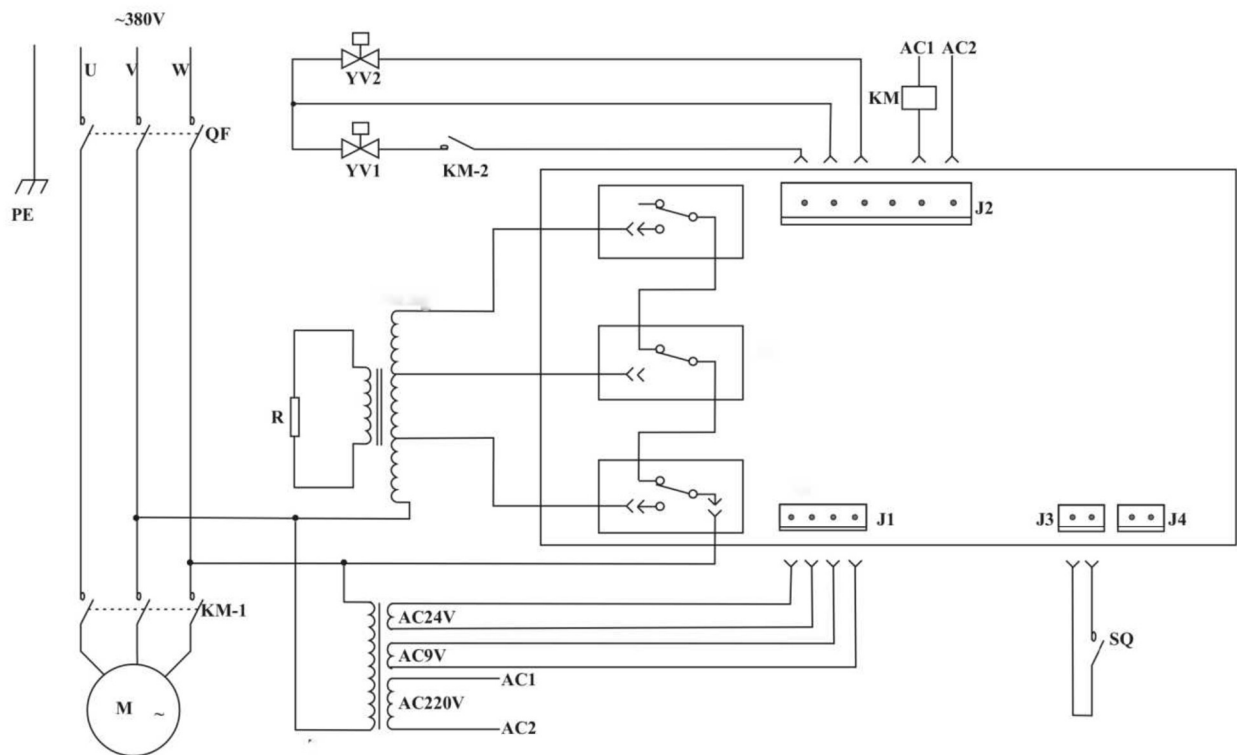 ~380V
U V W
QF
PE
YV2
YV1
KM-2
AC1 AC2
KM
J2
R
J1
J3
J4
KM-1
M ~
AC24V
AC9V
AC1
AC220V
AC2
SQ